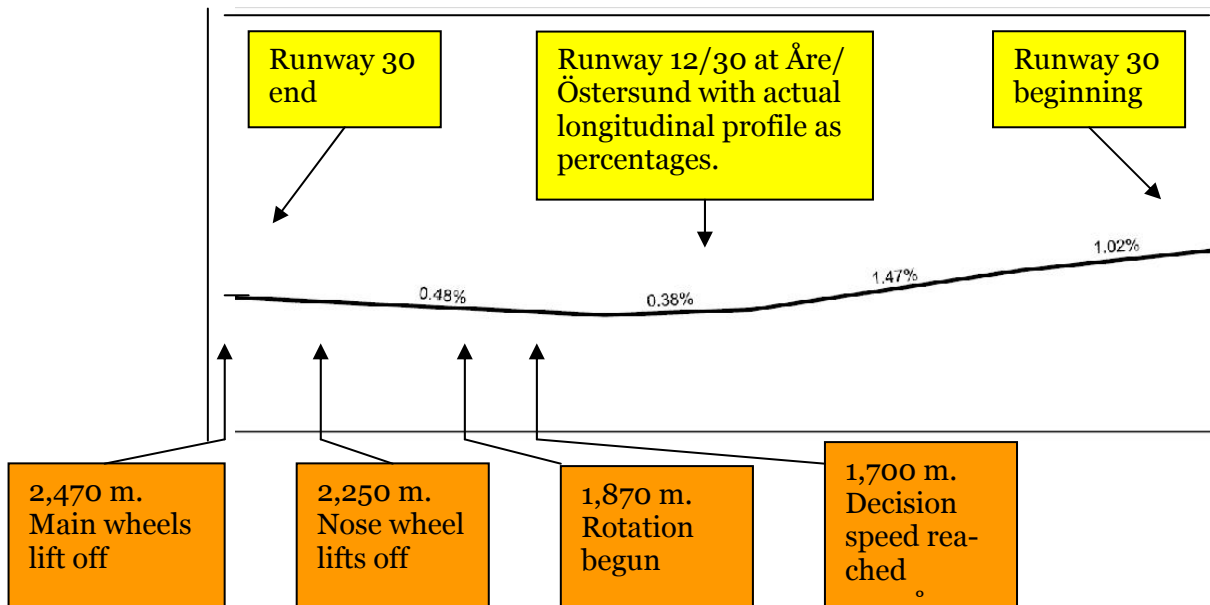 Runway 30
end
Runway 12/30 at Åre/
Östersund with actual
longitudinal profile as
percentages.
Runway 30
beginning
0.48%
0.38%
1.47%
1.02%
2,470 m.
Main wheels
lift off
2,250 m.
Nose wheel
lifts off
1,870 m.
Rotation
begun
1,700 m.
Decision
speed rea-
ched